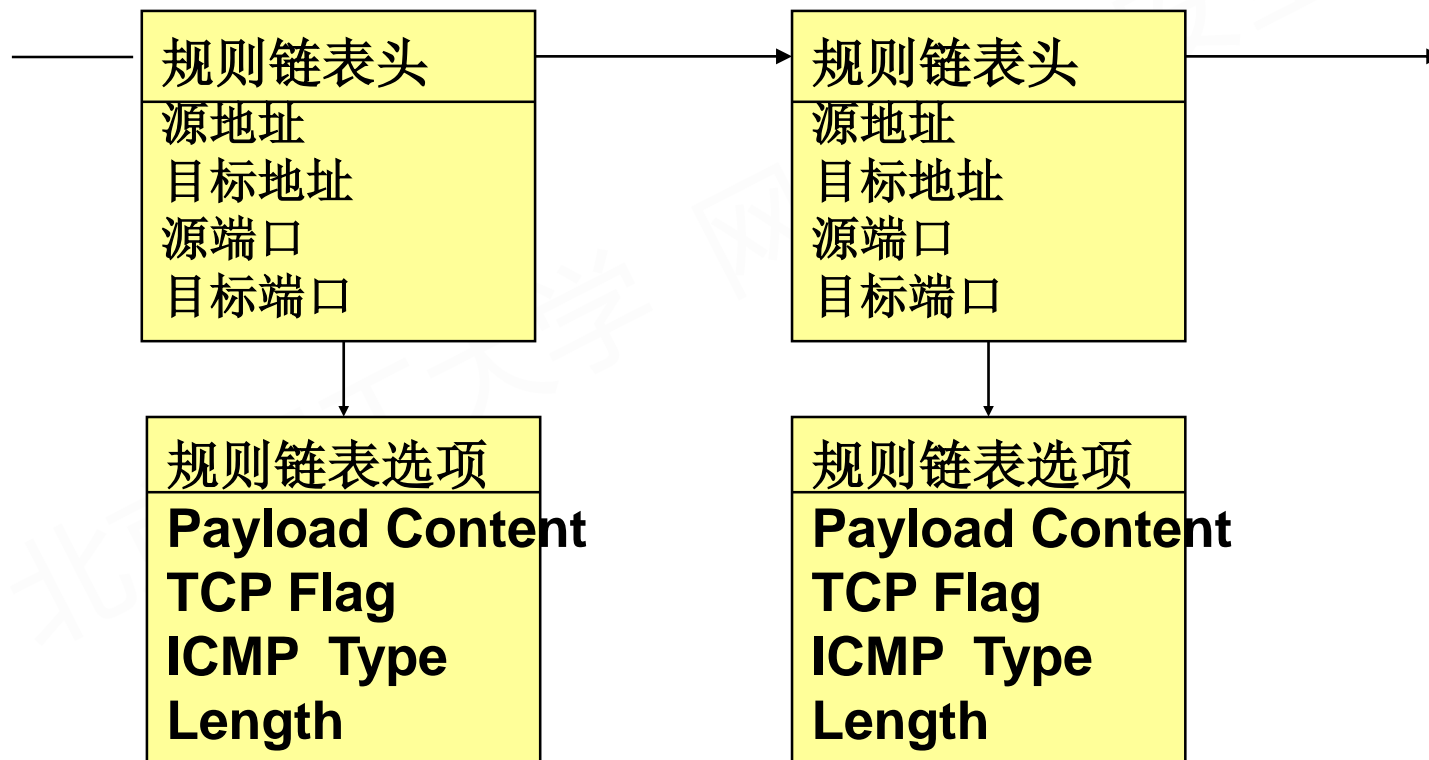 规则链表头
源地址
目标地址
源端口
目标端口
规则链表头
源地址
目标地址
源端口
目标端口
规则链表选项
Payload Content
TCP Flag
ICMP Type
Length
规则链表选项
Payload Content
TCP Flag
ICMP Type
Length